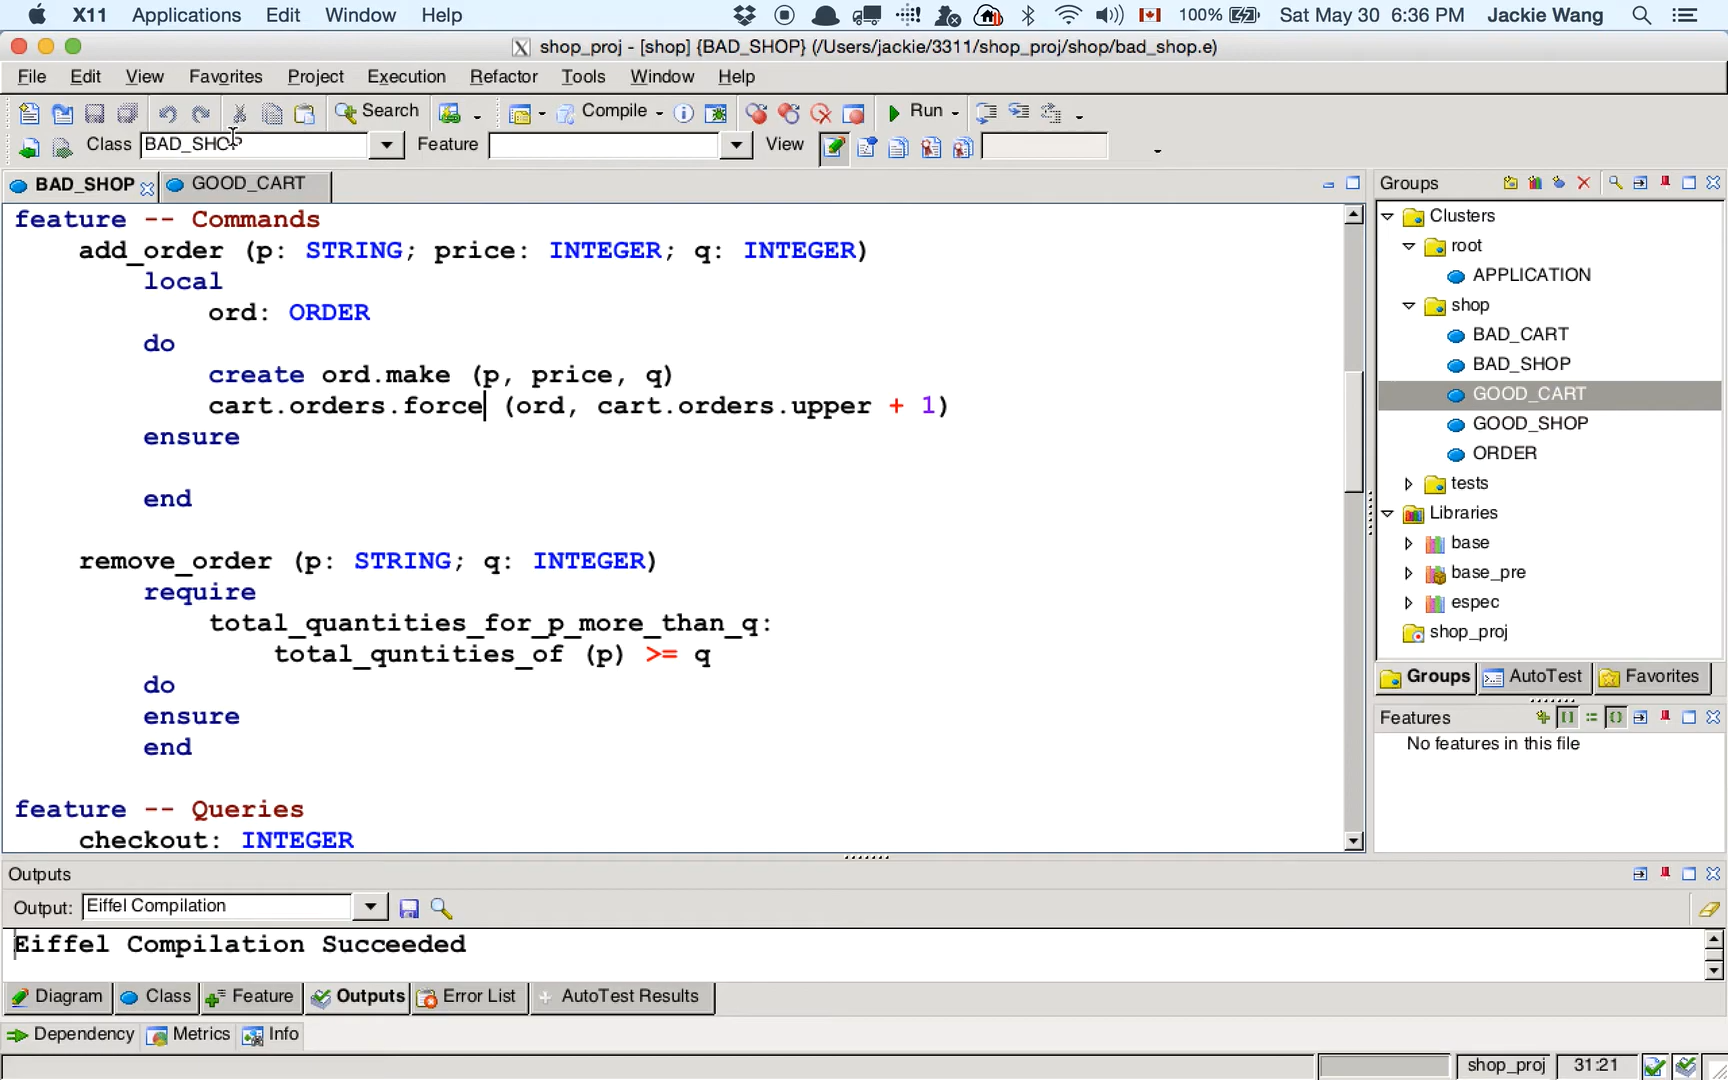 X11 Applications Edit Window Help 100% Sat May 30 6:36 PM Jackie Wang
shop_proj - [shop] {BAD_SHOP} (/Users/jackie/3311/shop_proj/shop/bad_shop.e)
File Edit View Favorites Project Execution Refactor Tools Window Help
Search Compile Run
Class BAD_SHOP Feature View
BAD_SHOP GOOD_CART
feature -- Commands
add_order (p: STRING; price: INTEGER; q: INTEGER)
local
ord: ORDER
do
create ord.make (p, price, q)
cart.orders.force (ord, cart.orders.upper + 1)
ensure
end
remove_order (p: STRING; q: INTEGER)
require
total_quantities_for_p_more_than_q:
total_quntities_of (p) >= q
do
ensure
end
feature -- Queries
checkout: INTEGER
Groups
Clusters
root
APPLICATION
shop
BAD_CART
BAD_SHOP
GOOD_CART
GOOD_SHOP
ORDER
tests
Libraries
base
base_pre
espec
shop_proj
Groups AutoTest Favorites
Features
No features in this file
Outputs
Output: Eiffel Compilation
Eiffel Compilation Succeeded
Diagram Class Feature Outputs Error List AutoTest Results
Dependency Metrics Info
shop_proj 31:21